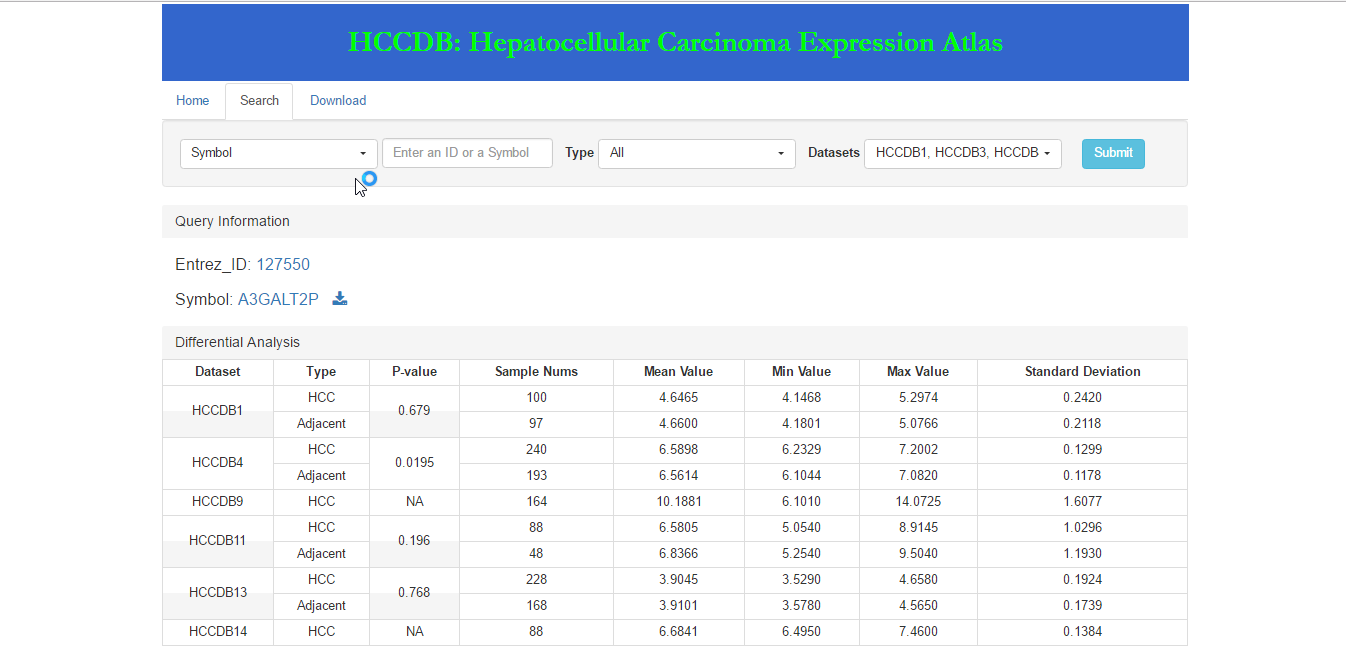 HCCDB: Hepatocellular Carcinoma Expression Atlas
Home Search Download
Symbol Enter an ID or a Symbol Type All Datasets HCCDB1, HCCDB3, HCCDB Submit
Query Information
Entrez_ID: 127550
Symbol: A3GALT2P
Differential Analysis
Dataset Type P-value Sample Nums Mean Value Min Value Max Value Standard Deviation
HCCDB1 HCC 0.679 100 4.6465 4.1468 5.2974 0.2420
Adjacent 97 4.6600 4.1801 5.0766 0.2118
HCCDB4 HCC 0.0195 240 6.5898 6.2329 7.2002 0.1299
Adjacent 193 6.5614 6.1044 7.0820 0.1178
HCCDB9 HCC NA 164 10.1881 6.1010 14.0725 1.6077
HCCDB11 HCC 0.196 88 6.5805 5.0540 8.9145 1.0296
Adjacent 48 6.8366 5.2540 9.5040 1.1930
HCCDB13 HCC 0.768 228 3.9045 3.5290 4.6580 0.1924
Adjacent 168 3.9101 3.5780 4.5650 0.1739
HCCDB14 HCC NA 88 6.6841 6.4950 7.4600 0.1384